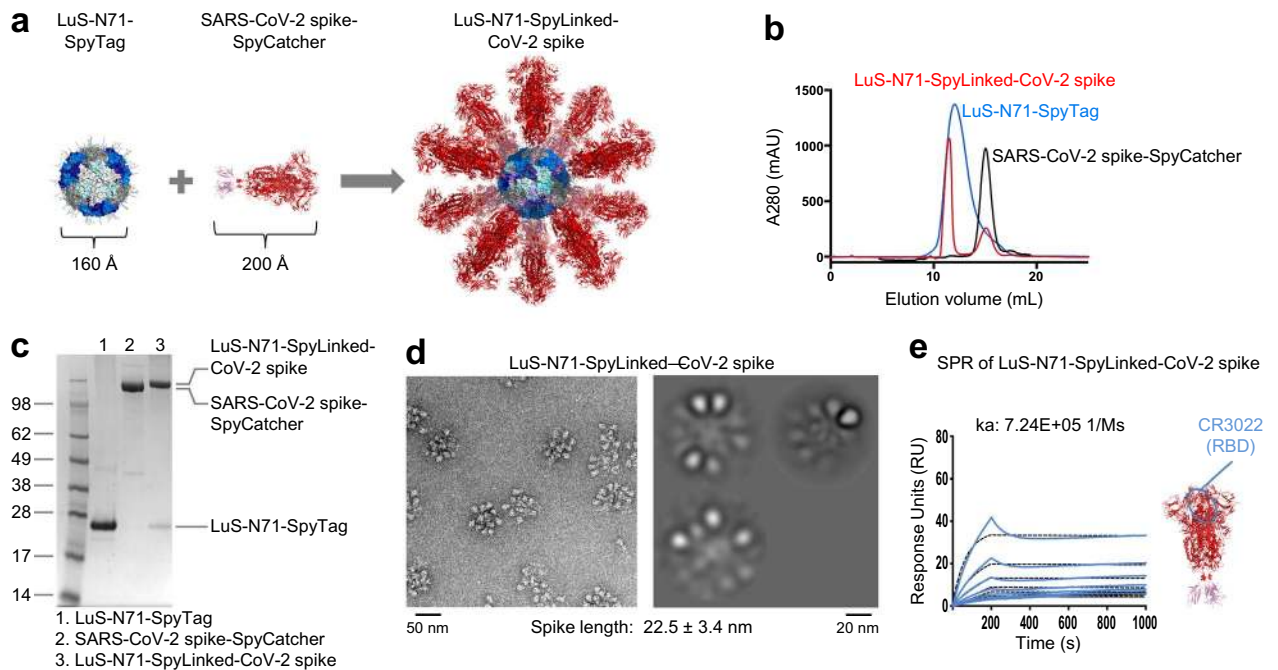 a
LuS-N71-
SpyTag
SARS-CoV-2 spike-
SpyCatcher
LuS-N71-SpyLinked-
CoV-2 spike
160 Å
200 Å
b
LuS-N71-SpyLinked-CoV-2 spike
LuS-N71-SpyTag
SARS-CoV-2 spike-SpyCatcher
A280 (mAU)
1500
1000
500
0
0
10
20
Elution volume (mL)
c
1 2 3
98
62
49
38
28
17
14
LuS-N71-SpyLinked-
CoV-2 spike
SARS-CoV-2 spike-
SpyCatcher
LuS-N71-SpyTag
1. LuS-N71-SpyTag
2. SARS-CoV-2 spike-SpyCatcher
3. LuS-N71-SpyLinked-CoV-2 spike
d
LuS-N71-SpyLinked–CoV-2 spike
50 nm
Spike length: 22.5 ± 3.4 nm
20 nm
e
SPR of LuS-N71-SpyLinked-CoV-2 spike
ka: 7.24E+05 1/Ms
CR3022
(RBD)
Response Units (RU)
80
60
40
20
0
200 400 600 800 1000
Time (s)